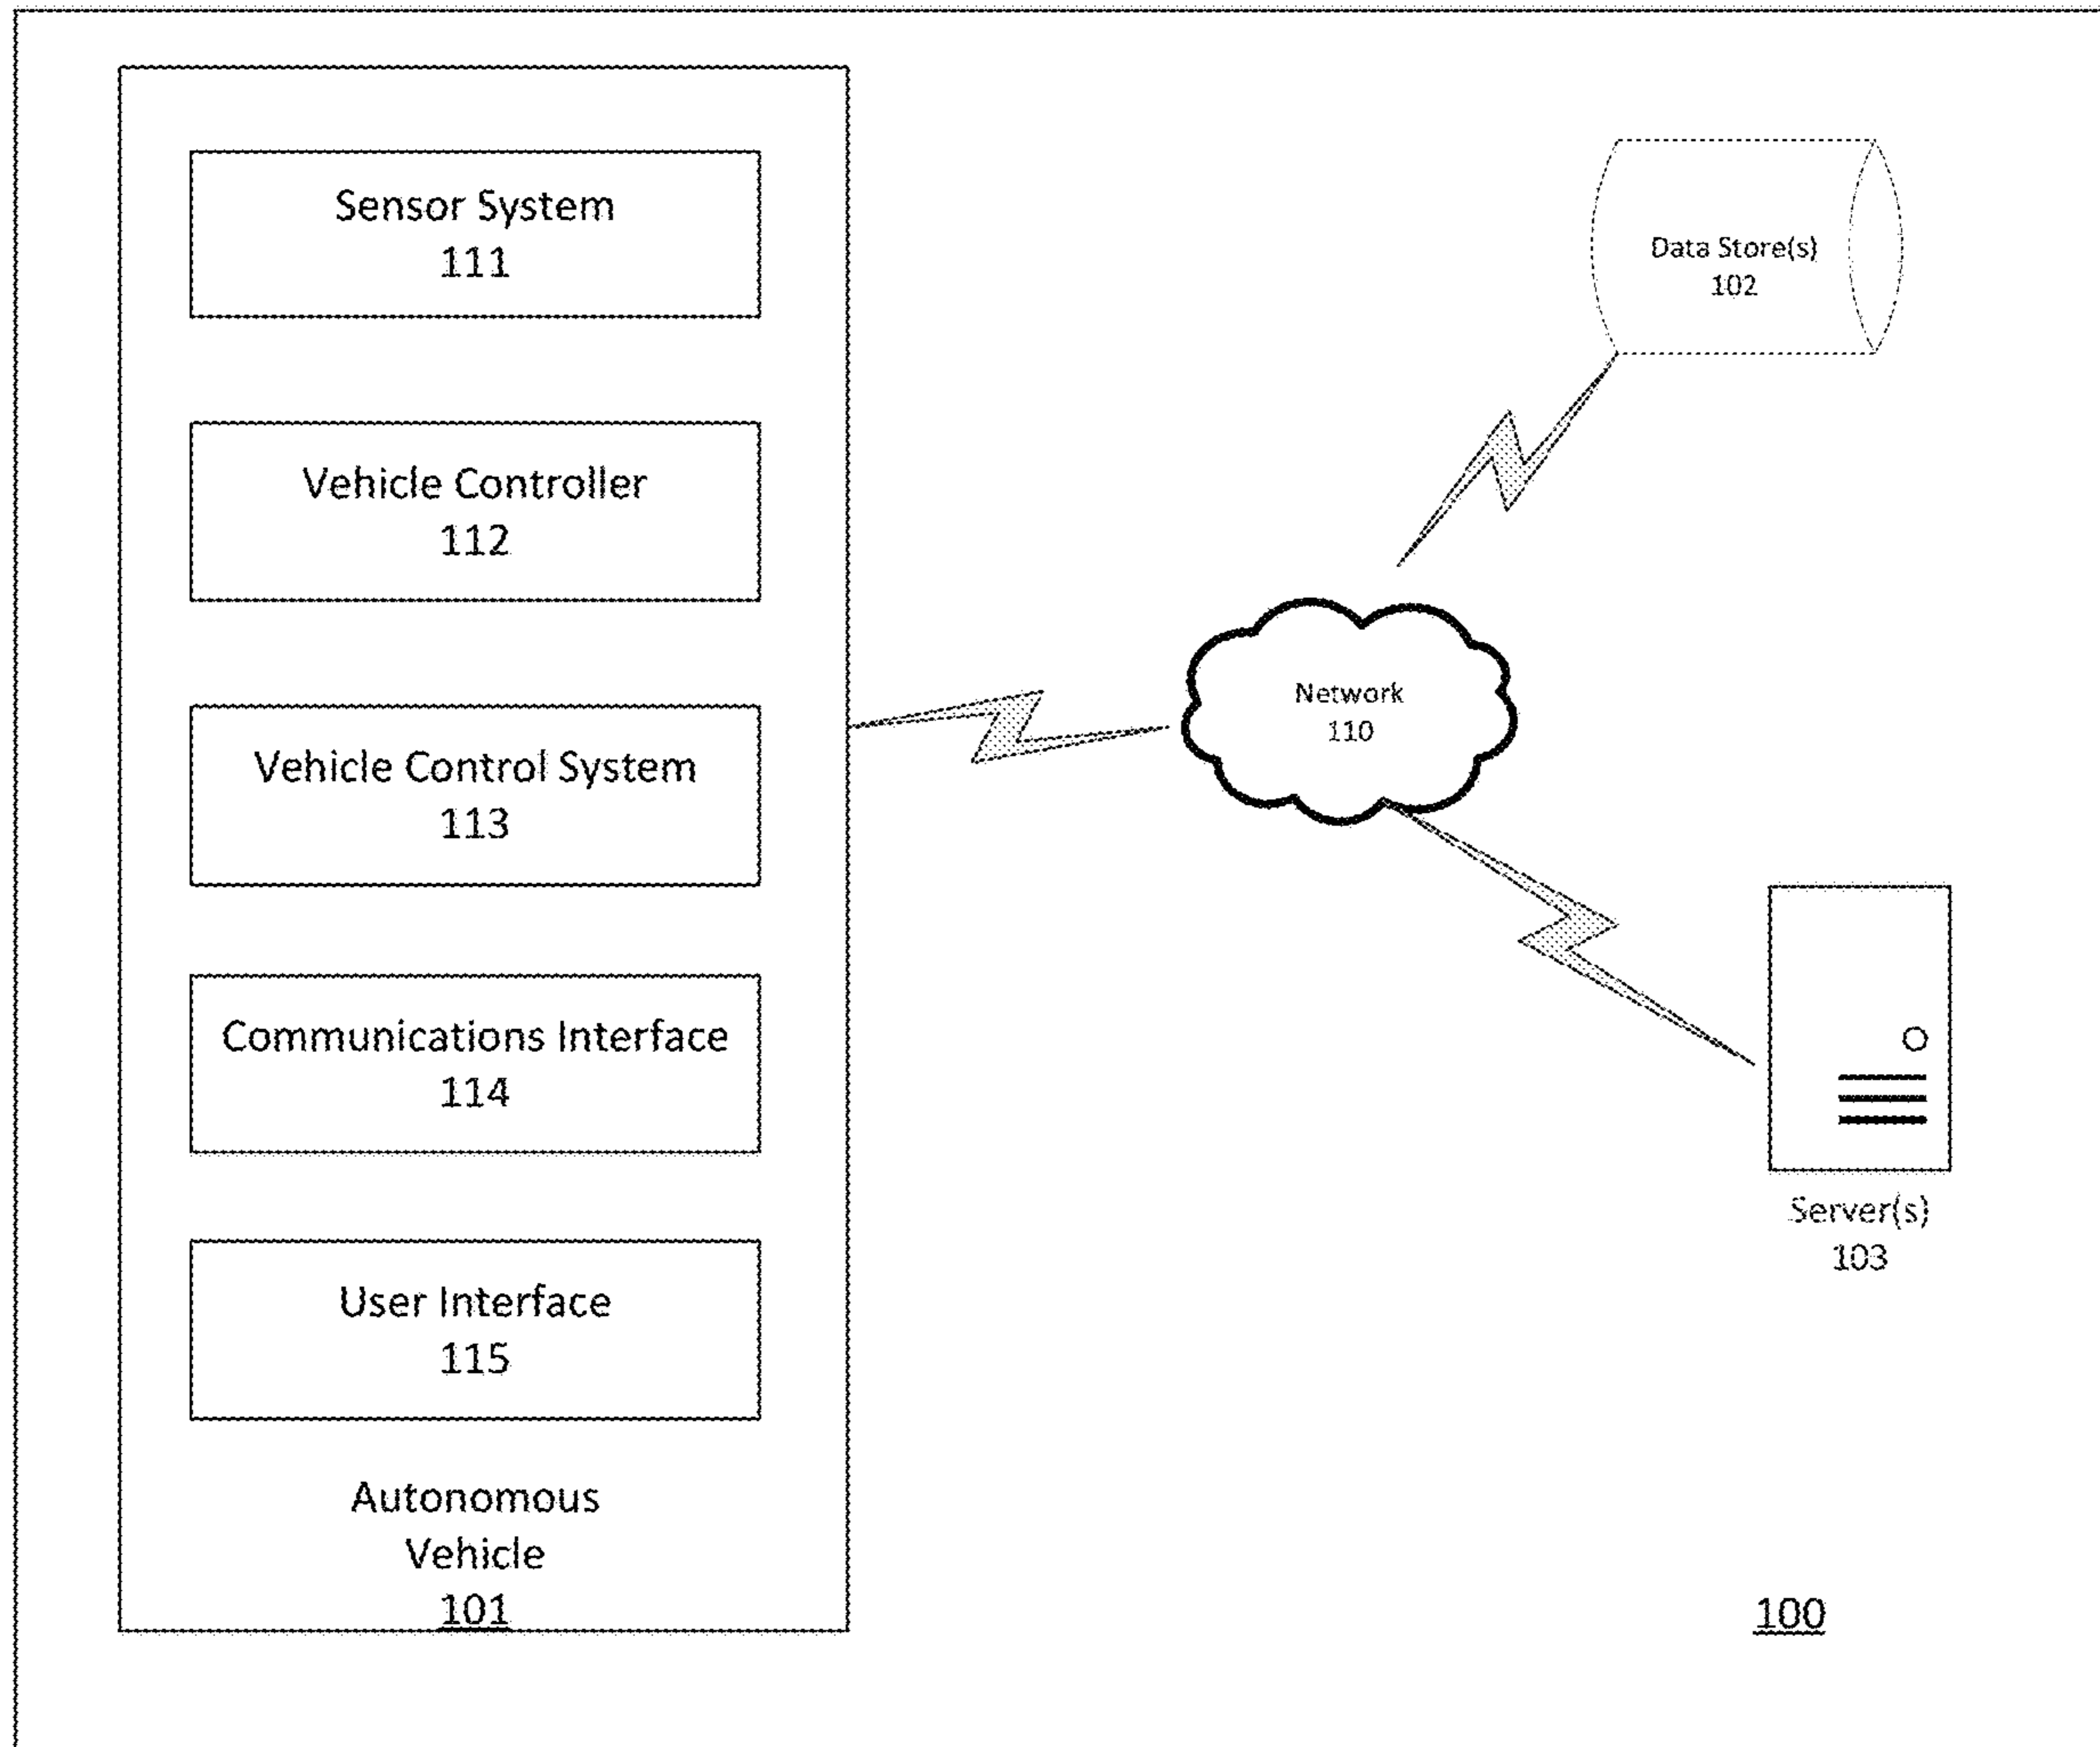 Sensor System
111
Vehicle Controller
112
Vehicle Control System
113
Communications Interface
114
User Interface
115
Autonomous
Vehicle
101
Data Store(s)
102
Network
110
Server(s)
103
100